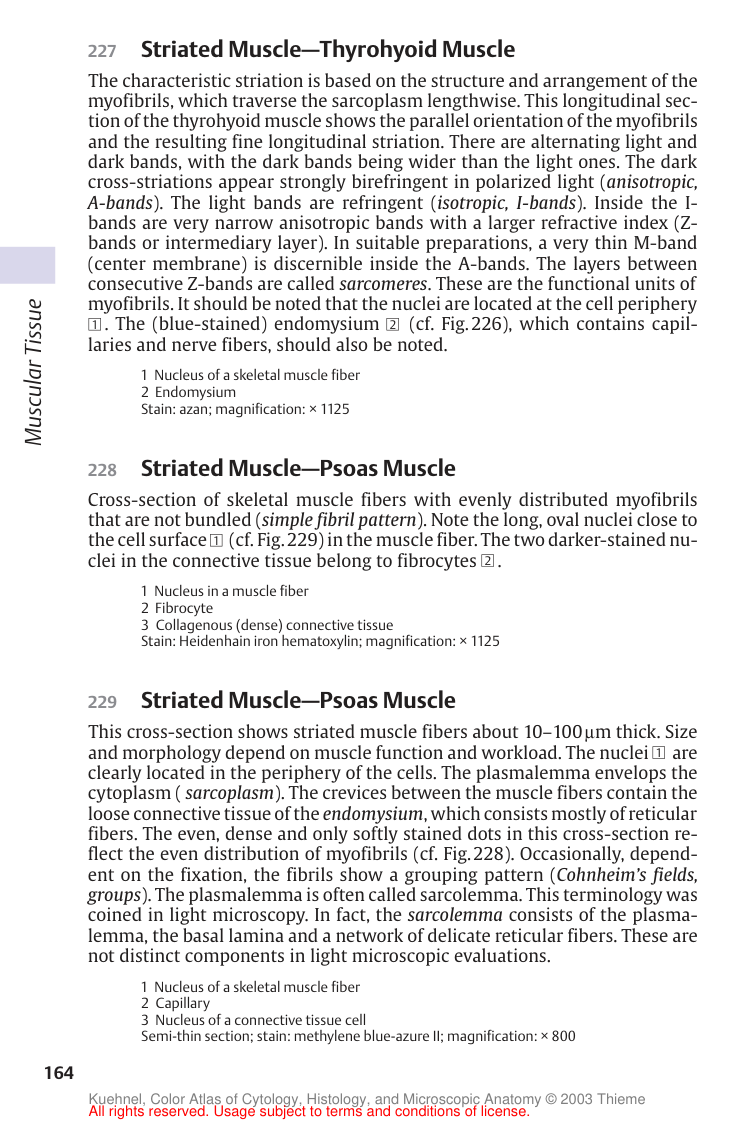 227 Striated Muscle—Thyrohyoid Muscle
The characteristic striation is based on the structure and arrangement of the
myofibrils, which traverse the sarcoplasm lengthwise. This longitudinal sec-
tion of the thyrohyoid muscle shows the parallel orientation of the myofibrils
and the resulting fine longitudinal striation. There are alternating light and
dark bands, with the dark bands being wider than the light ones. The dark
cross-striations appear strongly birefringent in polarized light (anisotropic,
A-bands). The light bands are refringent (isotropic, I-bands). Inside the I-
bands are very narrow anisotropic bands with a larger refractive index (Z-
bands or intermediary layer). In suitable preparations, a very thin M-band
(center membrane) is discernible inside the A-bands. The layers between
consecutive Z-bands are called sarcomeres. These are the functional units of
myofibrils. It should be noted that the nuclei are located at the cell periphery
1 . The (blue-stained) endomysium 2 (cf. Fig. 226), which contains capil-
laries and nerve fibers, should also be noted.
1 Nucleus of a skeletal muscle fiber
2 Endomysium
Stain: azan; magnification: × 1125
Muscular Tissue
228 Striated Muscle—Psoas Muscle
Cross-section of skeletal muscle fibers with evenly distributed myofibrils
that are not bundled (simple fibril pattern). Note the long, oval nuclei close to
the cell surface 1 (cf. Fig. 229) in the muscle fiber. The two darker-stained nu-
clei in the connective tissue belong to fibrocytes 2 .
1 Nucleus in a muscle fiber
2 Fibrocyte
3 Collagenous (dense) connective tissue
Stain: Heidenhain iron hematoxylin; magnification: × 1125
229 Striated Muscle—Psoas Muscle
This cross-section shows striated muscle fibers about 10–100 μm thick. Size
and morphology depend on muscle function and workload. The nuclei 1 are
clearly located in the periphery of the cells. The plasmalemma envelops the
cytoplasm ( sarcoplasm). The crevices between the muscle fibers contain the
loose connective tissue of the endomysium, which consists mostly of reticular
fibers. The even, dense and only softly stained dots in this cross-section re-
flect the even distribution of myofibrils (cf. Fig. 228). Occasionally, depend-
ent on the fixation, the fibrils show a grouping pattern (Cohnheim's fields,
groups). The plasmalemma is often called sarcolemma. This terminology was
coined in light microscopy. In fact, the sarcolemma consists of the plasma-
lemma, the basal lamina and a network of delicate reticular fibers. These are
not distinct components in light microscopic evaluations.
1 Nucleus of a skeletal muscle fiber
2 Capillary
3 Nucleus of a connective tissue cell
Semi-thin section; stain: methylene blue-azure II; magnification: × 800
164
Kuehnel, Color Atlas of Cytology, Histology, and Microscopic Anatomy © 2003 Thieme
All rights reserved. Usage subject to terms and conditions of license.